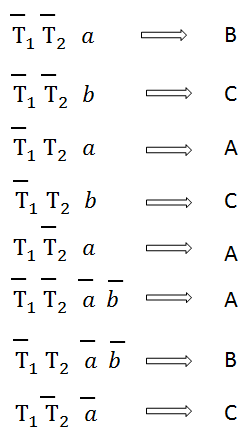 T̅₁ T̅₂ a ⟹ B
T̅₁ T̅₂ b ⟹ C
T̅₁ T₂ a ⟹ A
T̅₁ T₂ b ⟹ C
T₁ T̅₂ a ⟹ A
T̅₁ T̅₂ a̅ b̅ ⟹ A
T̅₁ T₂ a̅ b̅ ⟹ B
T₁ T̅₂ a̅ ⟹ C